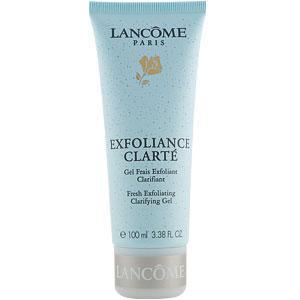 LANCÔME
PARIS
EXFOLIANCE
CLARTÉ
Gel Frais Exfoliant
Clarifiant
Fresh Exfoliating
Clarifying Gel
e 100 ml 3.38 FL. OZ.
LANCÔME